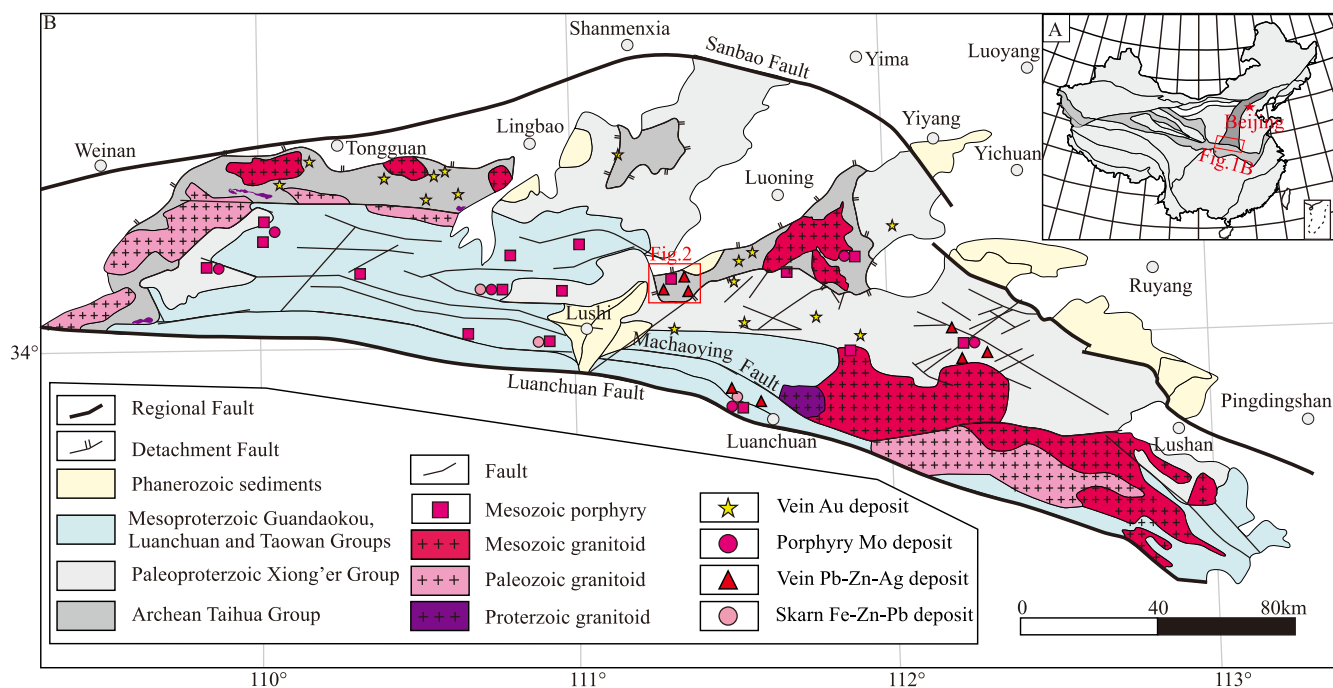 B
Shanmenxia
Sanbao Fault
Yima
Luoyang
A
Beijing
Fig.1B
Weinan
Tongguan
Lingbao
Yiyang
Yichuan
Luoning
Fig.2
Ruyang
Lushi
34°
Machaoying Fault
Luanchuan Fault
Pingdingshan
Luanchuan
Lushan
Regional Fault
Detachment Fault
Phanerozoic sediments
Mesoproterzoic Guandaokou,
Luanchuan and Taowan Groups
Paleoproterzoic Xiong'er Group
Archean Taihua Group
Fault
Mesozoic porphyry
Mesozoic granitoid
Paleozoic granitoid
Proterzoic granitoid
Vein Au deposit
Porphyry Mo deposit
Vein Pb-Zn-Ag deposit
Skarn Fe-Zn-Pb deposit
0 40 80km
110° 111° 112° 113°